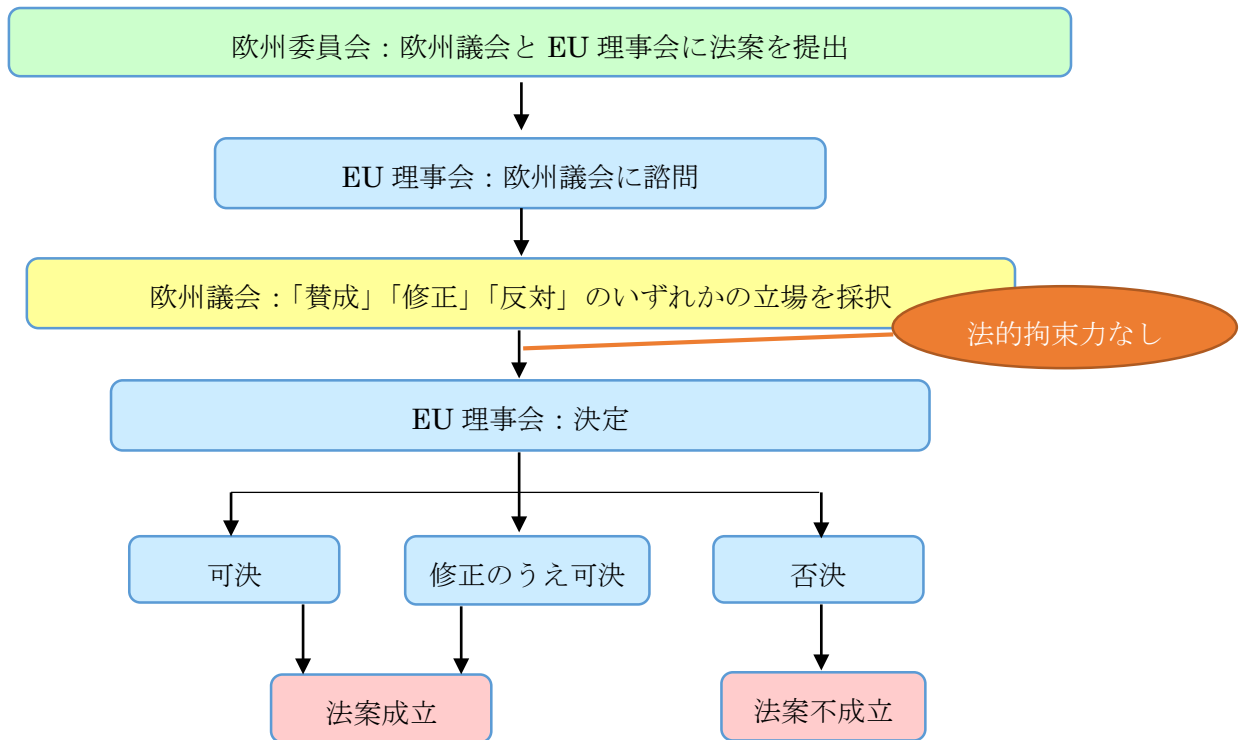 欧州委員会：欧州議会と EU 理事会に法案を提出
EU 理事会：欧州議会に諮問
欧州議会：「賛成」「修正」「反対」のいずれかの立場を採択
法的拘束力なし
EU 理事会：決定
可決
修正のうえ可決
否決
法案成立
法案不成立